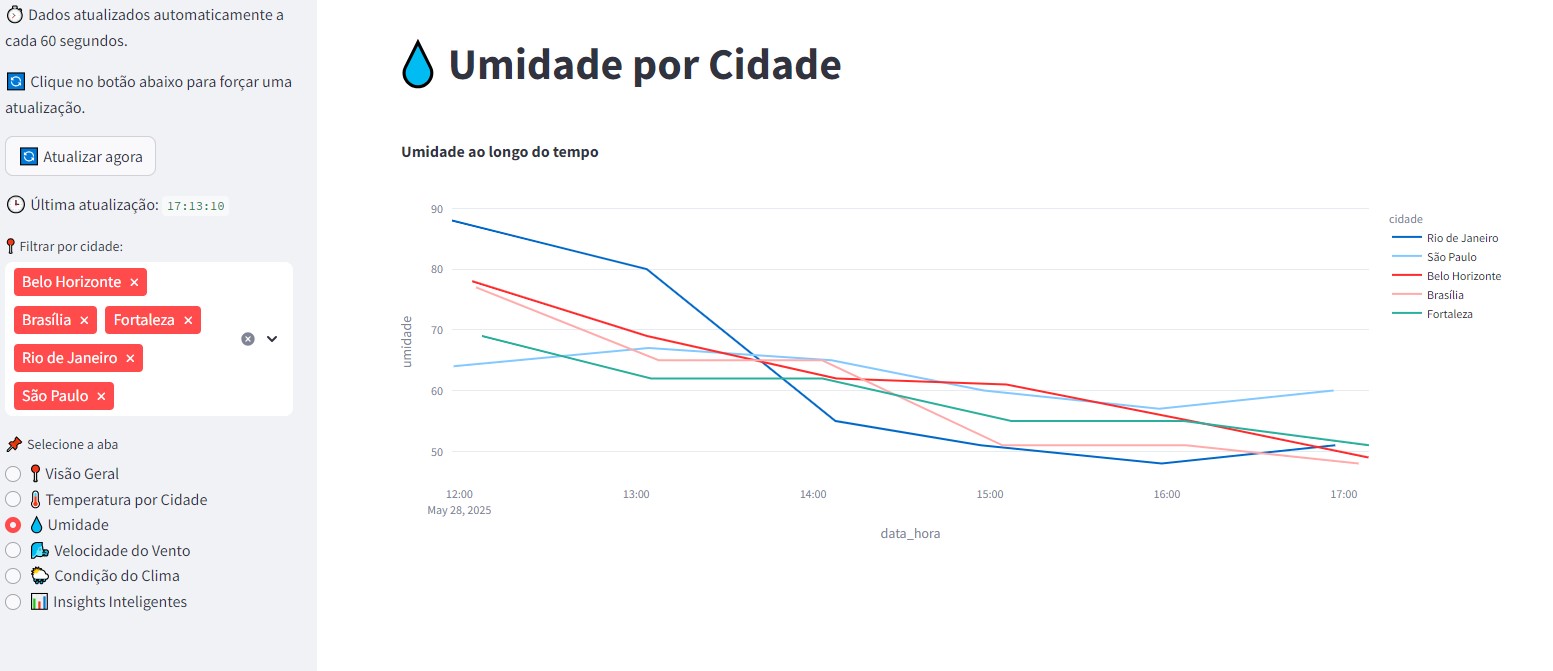 Dados atualizados automaticamente a
cada 60 segundos.
Clique no botão abaixo para forçar uma
atualização.
Atualizar agora
Última atualização: 17:13:10
Filtrar por cidade:
Belo Horizonte ×
Brasília × Fortaleza ×
Rio de Janeiro ×
São Paulo ×
Selecione a aba
Visão Geral
Temperatura por Cidade
Umidade
Velocidade do Vento
Condição do Clima
Insights Inteligentes
Umidade por Cidade
Umidade ao longo do tempo
90
80
70
60
50
umidade
12:00 13:00 14:00 15:00 16:00 17:00
May 28, 2025
data_hora
cidade
Rio de Janeiro
São Paulo
Belo Horizonte
Brasília
Fortaleza